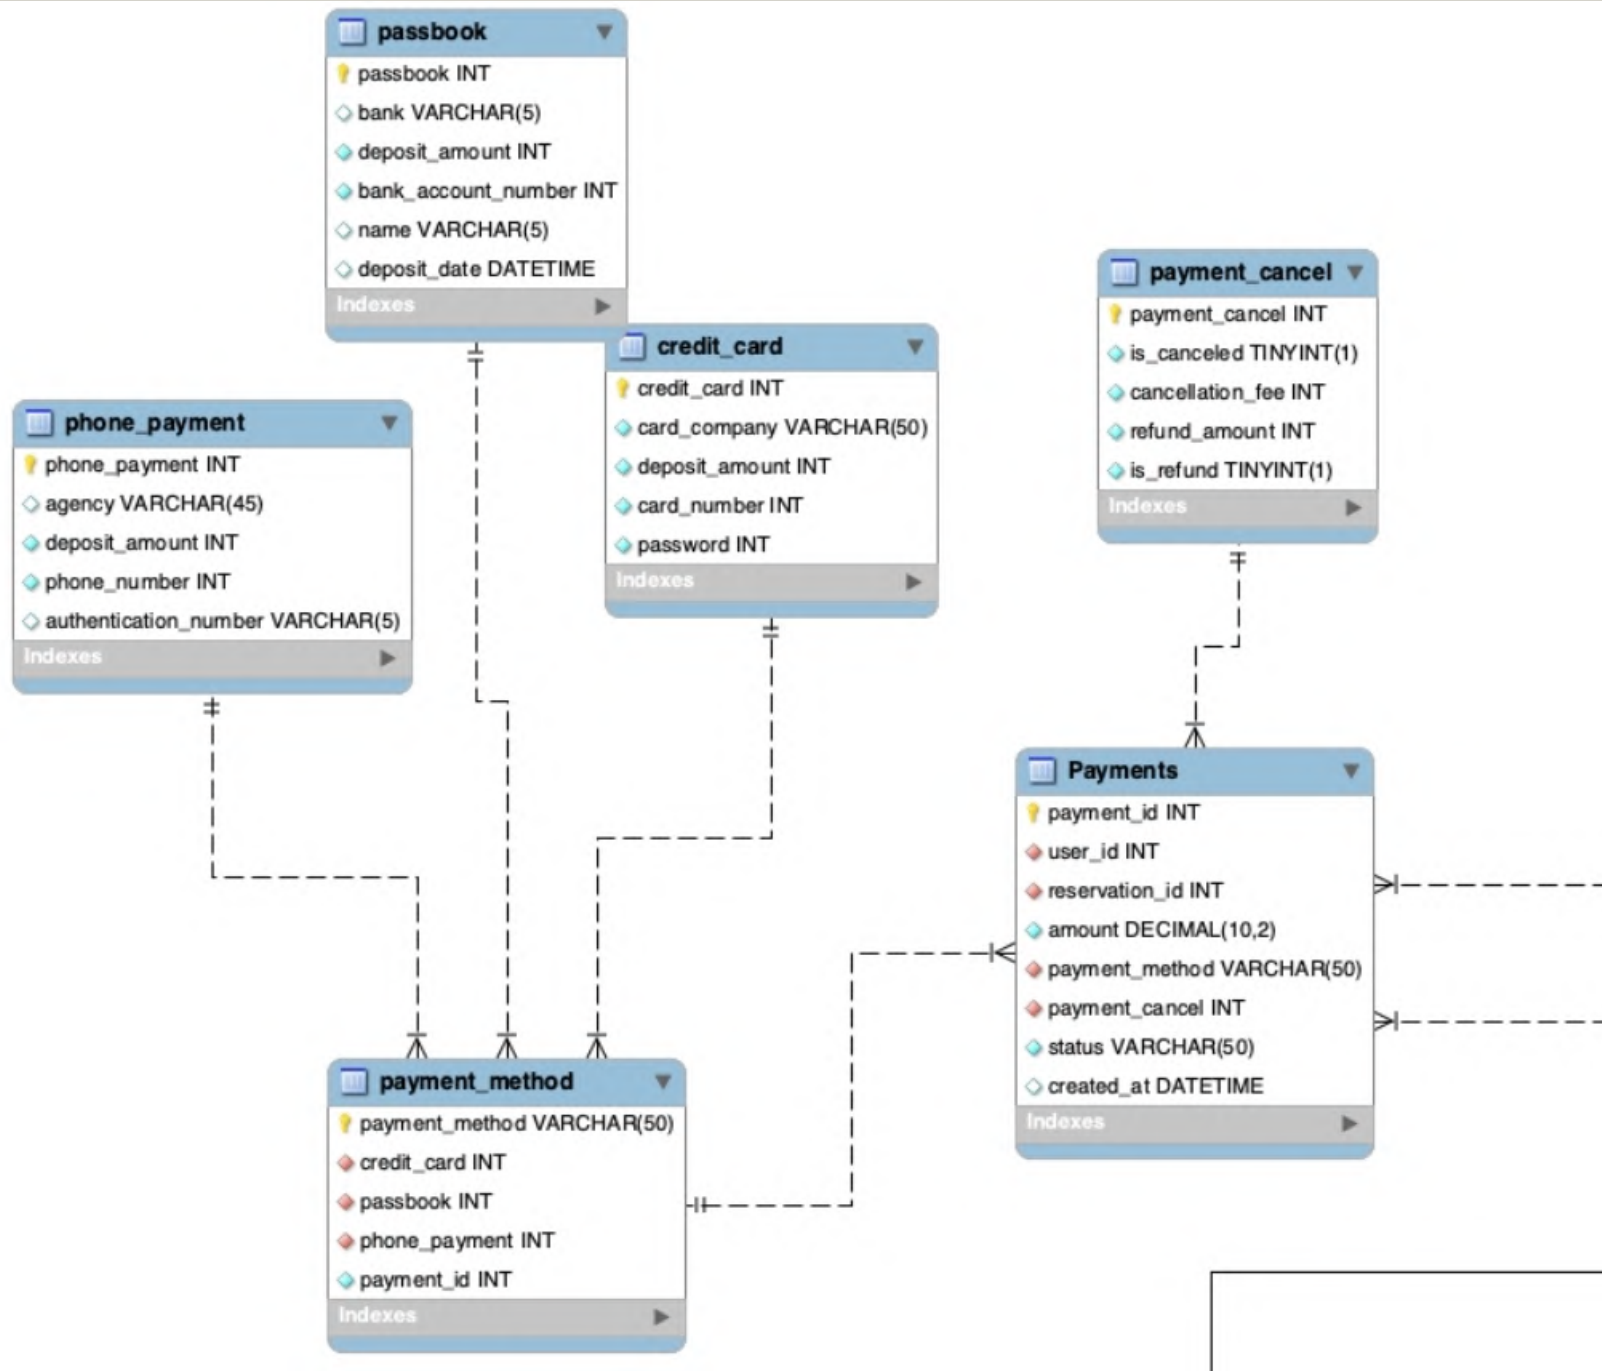 passbook
passbook INT
bank VARCHAR(5)
deposit_amount INT
bank_account_number INT
name VARCHAR(5)
deposit_date DATETIME
Indexes
credit_card
credit_card INT
card_company VARCHAR(50)
deposit_amount INT
card_number INT
password INT
Indexes
phone_payment
phone_payment INT
agency VARCHAR(45)
deposit_amount INT
phone_number INT
authentication_number VARCHAR(5)
Indexes
payment_cancel
payment_cancel INT
is_canceled TINYINT(1)
cancellation_fee INT
refund_amount INT
is_refund TINYINT(1)
Indexes
Payments
payment_id INT
user_id INT
reservation_id INT
amount DECIMAL(10,2)
payment_method VARCHAR(50)
payment_cancel INT
status VARCHAR(50)
created_at DATETIME
Indexes
payment_method
payment_method VARCHAR(50)
credit_card INT
passbook INT
phone_payment INT
payment_id INT
Indexes